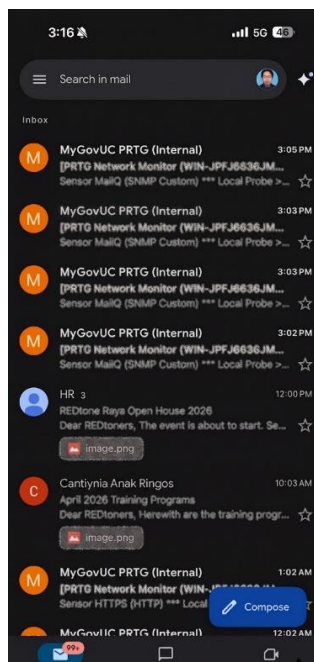 3:16
5G 46
Search in mail
Inbox
M MyGovUC PRTG (Internal) 3:05 PM
[PRTG Network Monitor (WIN-JPFJ6636JM...
Sensor MailQ (SNMP Custom) *** Local Probe >...
M MyGovUC PRTG (Internal) 3:03 PM
[PRTG Network Monitor (WIN-JPFJ6636JM...
Sensor MailQ (SNMP Custom) *** Local Probe >...
M MyGovUC PRTG (Internal) 3:03 PM
[PRTG Network Monitor (WIN-JPFJ6636JM...
Sensor MailQ (SNMP Custom) *** Local Probe >...
M MyGovUC PRTG (Internal) 3:02 PM
[PRTG Network Monitor (WIN-JPFJ6636JM...
Sensor MailQ (SNMP Custom) *** Local Probe >...
HR 3 12:00 PM
REDtone Raya Open House 2026
Dear REDtoners, The event is about to start. Se...
image.png
C Cantiynia Anak Ringos 10:03 AM
April 2026 Training Programs
Dear REDtoners, Herewith are the training progr...
image.png
M MyGovUC PRTG (Internal) 1:02 AM
[PRTG Network Monitor (WIN-
Sensor HTTPS (HTTP) *** Local
Compose
M MyGovUC PRTG (Internal) 12:02 AM
99+